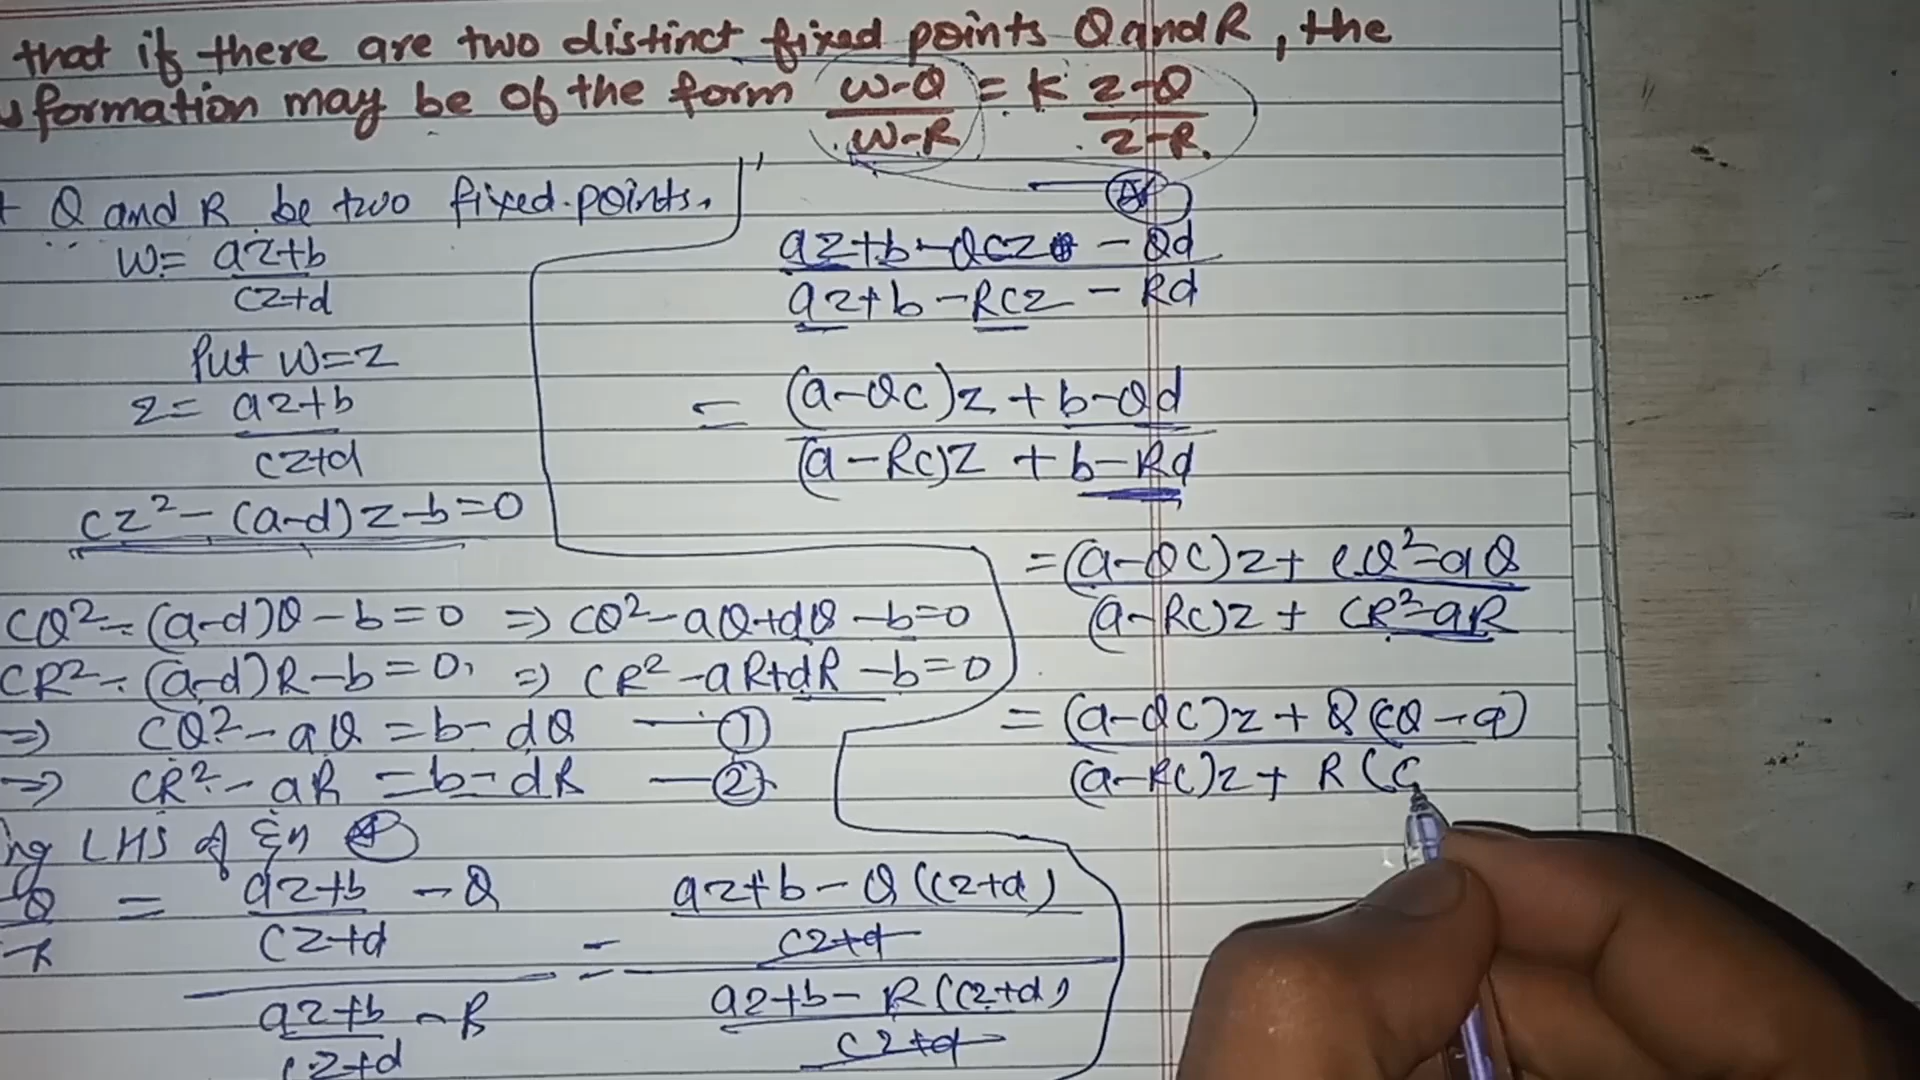 that if there are two distinct fixed points Q and R, the
formation may be of the form w-Q/w-R = K z-Q/z-R.
Q and R be two fixed points.
w= az+b/cz+d
Put w=z
z= az+b/cz+d
cz²-(a-d)z-b=0
CQ²-(a-d)Q-b=0 ⇒ CQ²-aQ+dQ-b=0
CR²-(a-d)R-b=0, ⇒ CR²-aR+dR-b=0
⇒ CQ²-aQ = b-dQ —①
⇒ CR²-aR = b-dR —②
LHS of Eqn
Q = az+b/cz+d - Q = az+b-Q(cz+d)/cz+d
R az+b/cz+d - R az+b-R(cz+d)/cz+d
az+b-Qcz - Qd
az+b-Rcz - Rd
= (a-Qc)z+b-Qd
(a-Rc)z+b-Rd
= (a-Qc)z+cQ²-aQ
(a-Rc)z+CR²-aR
= (a-Qc)z+Q(cQ-a)
(a-Rc)z+R(c